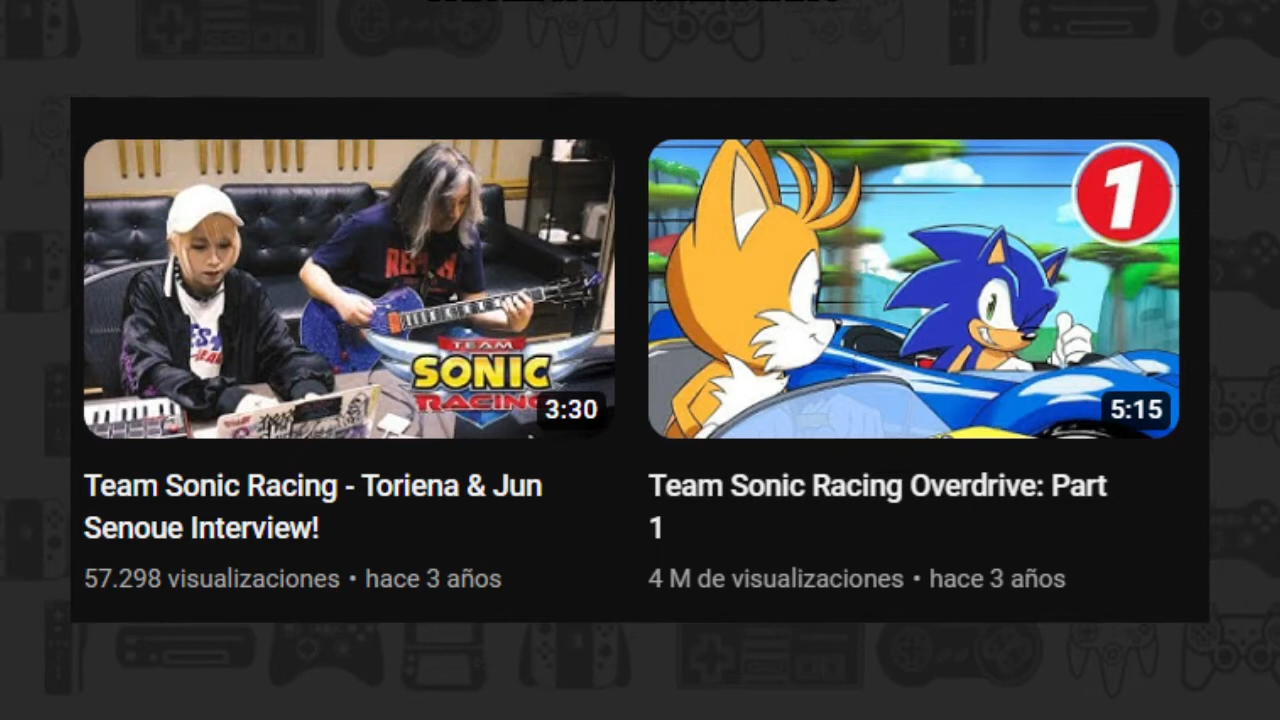 TEAM
SONIC
RACING
3:30
1
5:15
Team Sonic Racing - Toriena & Jun
Senoue Interview!
57.298 visualizaciones • hace 3 años
Team Sonic Racing Overdrive: Part
1
4 M de visualizaciones • hace 3 años